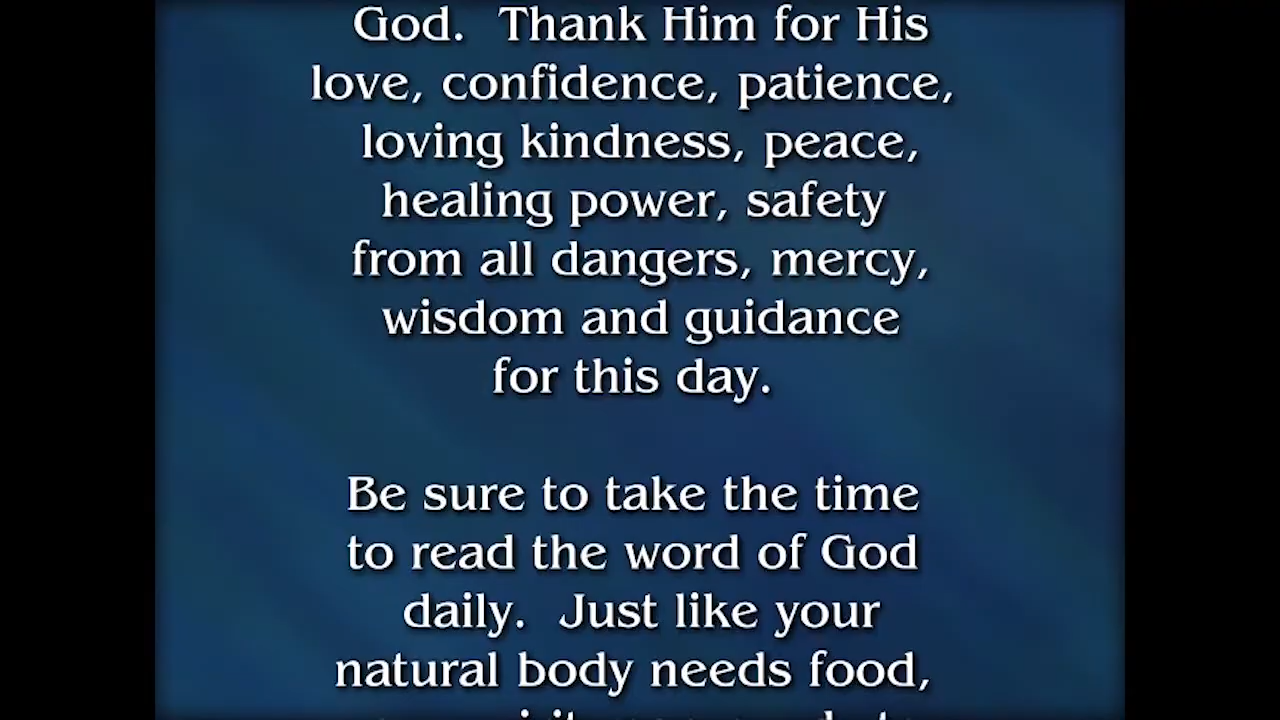 God. Thank Him for His
love, confidence, patience,
loving kindness, peace,
healing power, safety
from all dangers, mercy,
wisdom and guidance
for this day.
Be sure to take the time
to read the word of God
daily. Just like your
natural body needs food,